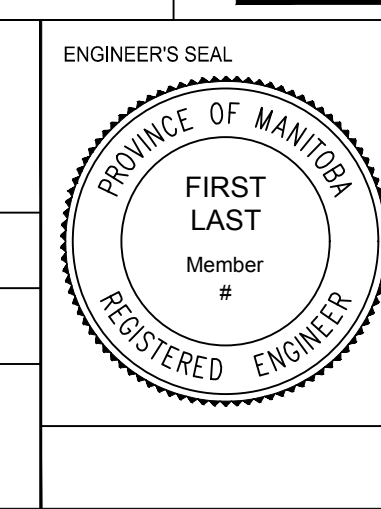 ENGINEER'S SEAL
PROVINCE OF MANITOBA
FIRST
LAST
Member
#
REGISTERED ENGINEER